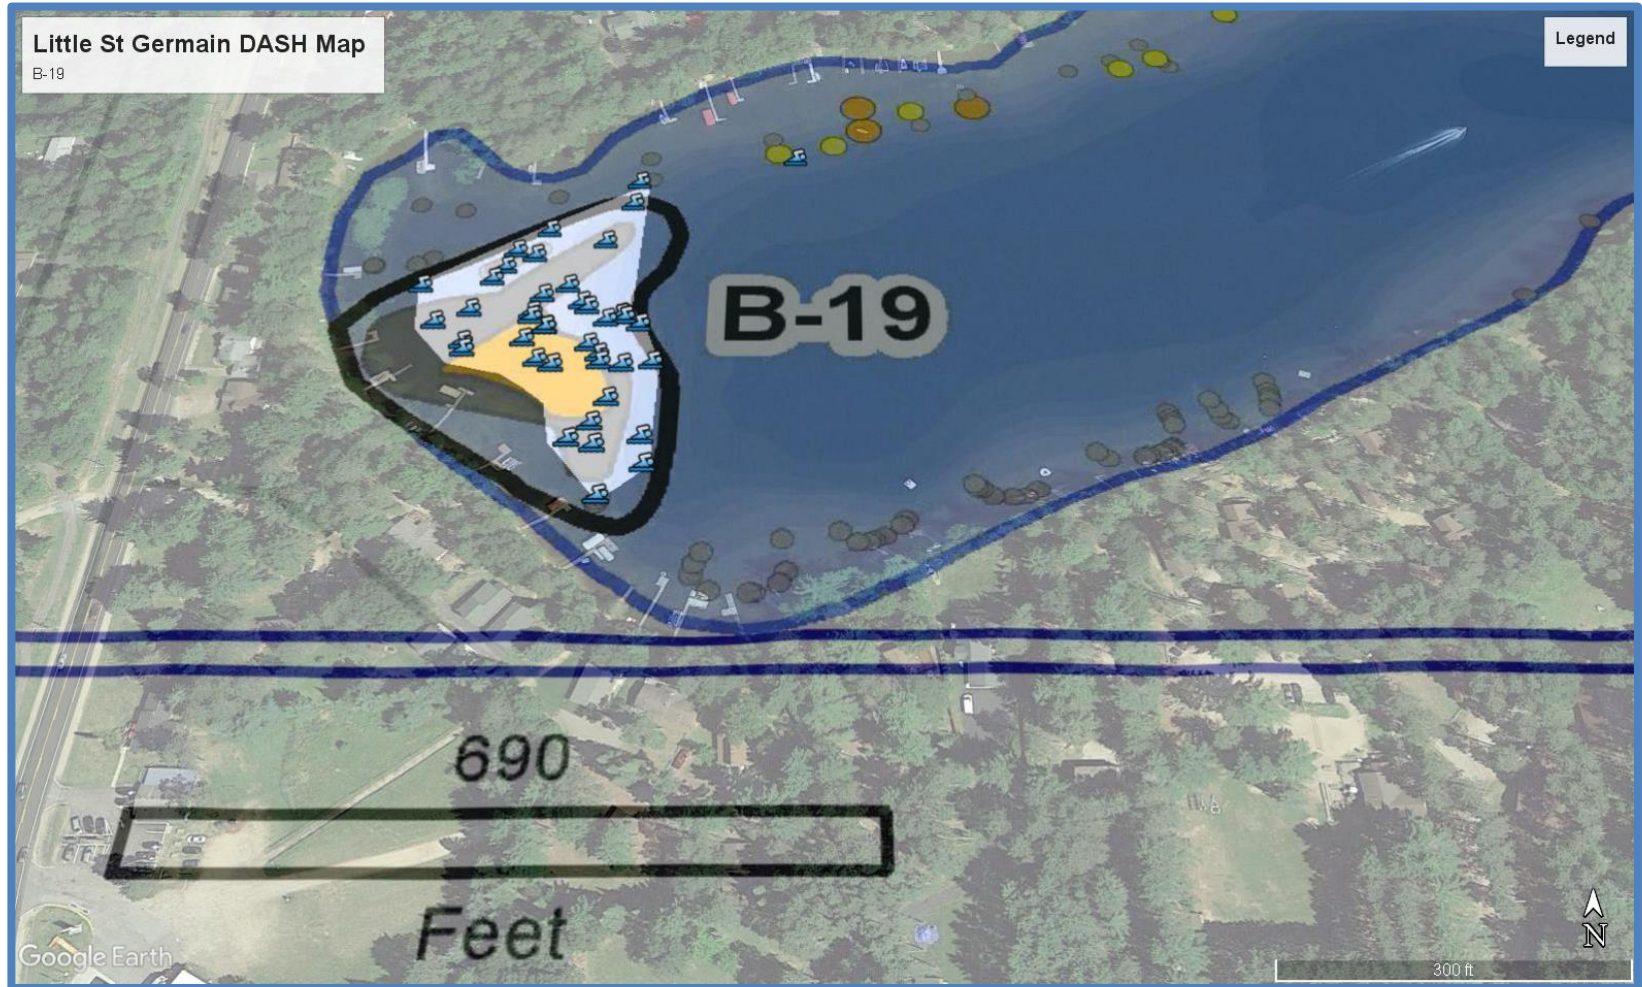 Little St Germain DASH Map
B-19
Legend
B-19
690
Feet
Google Earth
N
300 ft